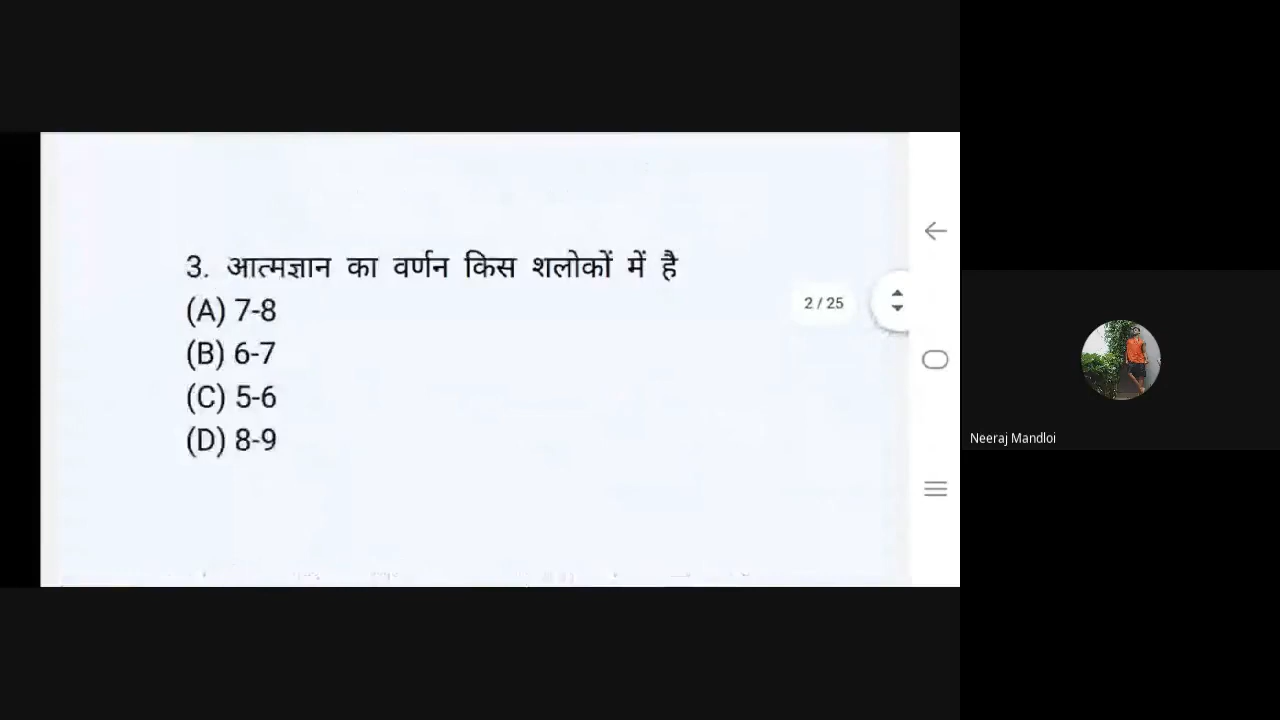 3. आत्मज्ञान का वर्णन किस शलोकों में है
(A) 7-8
(B) 6-7
(C) 5-6
(D) 8-9
2 / 25
Neeraj Mandloi